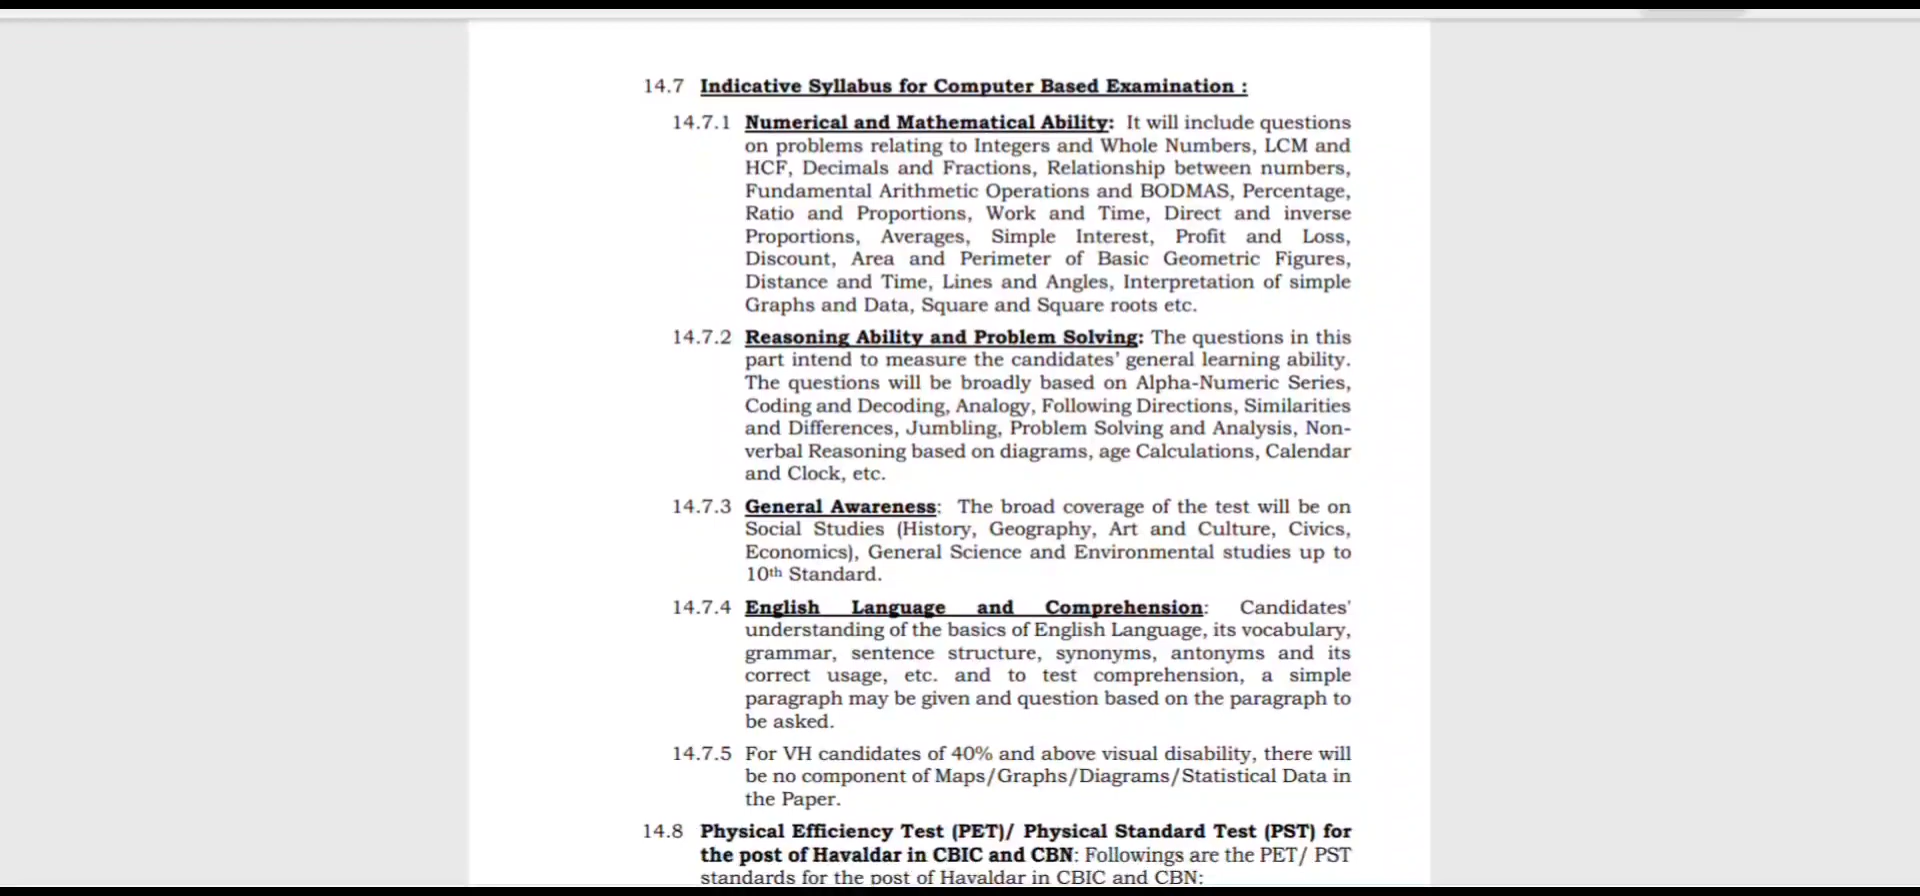 14.7 Indicative Syllabus for Computer Based Examination :
14.7.1 Numerical and Mathematical Ability: It will include questions
on problems relating to Integers and Whole Numbers, LCM and
HCF, Decimals and Fractions, Relationship between numbers,
Fundamental Arithmetic Operations and BODMAS, Percentage,
Ratio and Proportions, Work and Time, Direct and inverse
Proportions, Averages, Simple Interest, Profit and Loss,
Discount, Area and Perimeter of Basic Geometric Figures,
Distance and Time, Lines and Angles, Interpretation of simple
Graphs and Data, Square and Square roots etc.
14.7.2 Reasoning Ability and Problem Solving: The questions in this
part intend to measure the candidates' general learning ability.
The questions will be broadly based on Alpha-Numeric Series,
Coding and Decoding, Analogy, Following Directions, Similarities
and Differences, Jumbling, Problem Solving and Analysis, Non-
verbal Reasoning based on diagrams, age Calculations, Calendar
and Clock, etc.
14.7.3 General Awareness: The broad coverage of the test will be on
Social Studies (History, Geography, Art and Culture, Civics,
Economics), General Science and Environmental studies up to
10th Standard.
14.7.4 English Language and Comprehension: Candidates'
understanding of the basics of English Language, its vocabulary,
grammar, sentence structure, synonyms, antonyms and its
correct usage, etc. and to test comprehension, a simple
paragraph may be given and question based on the paragraph to
be asked.
14.7.5 For VH candidates of 40% and above visual disability, there will
be no component of Maps/Graphs/Diagrams/Statistical Data in
the Paper.
14.8 Physical Efficiency Test (PET)/ Physical Standard Test (PST) for
the post of Havaldar in CBIC and CBN: Followings are the PET/ PST
standards for the post of Havaldar in CBIC and CBN: